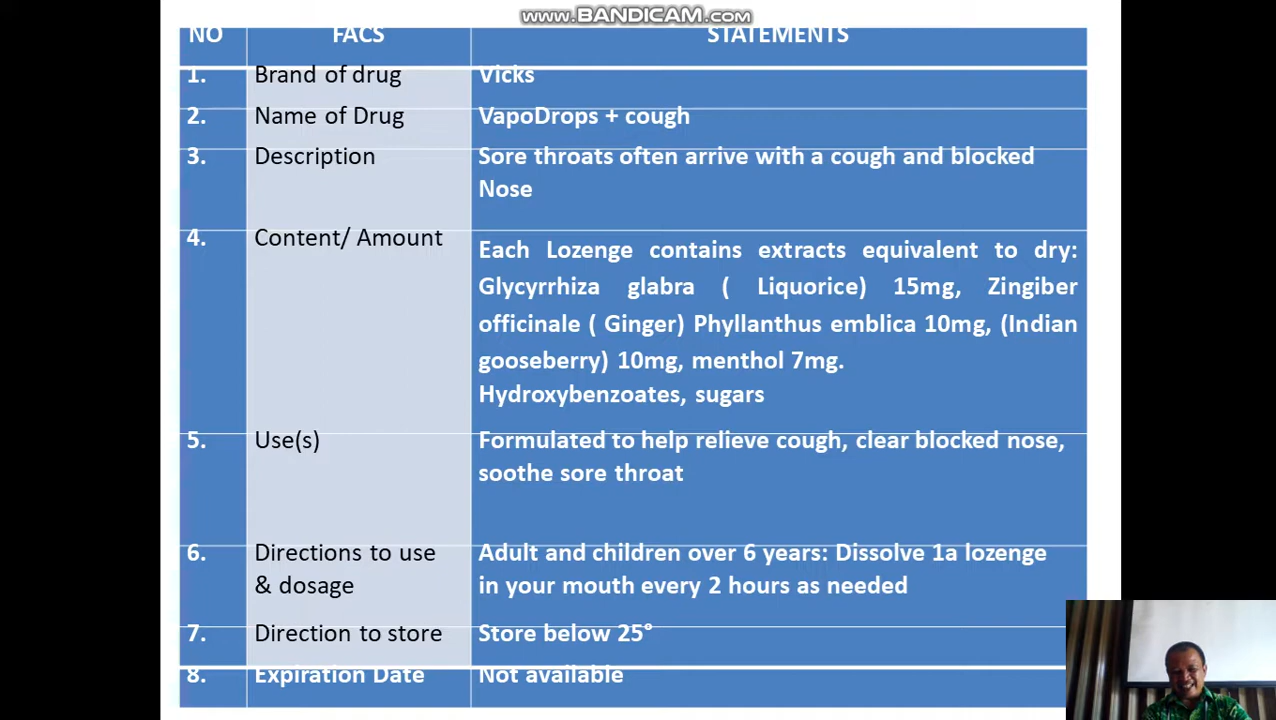 www.BANDICAM.com
NO FACS STATEMENTS
1. Brand of drug Vicks
2. Name of Drug VapoDrops + cough
3. Description Sore throats often arrive with a cough and blocked
Nose
4. Content/ Amount Each Lozenge contains extracts equivalent to dry:
Glycyrrhiza glabra ( Liquorice) 15mg, Zingiber
officinale ( Ginger) Phyllanthus emblica 10mg, (Indian
gooseberry) 10mg, menthol 7mg.
Hydroxybenzoates, sugars
5. Use(s) Formulated to help relieve cough, clear blocked nose,
soothe sore throat
6. Directions to use Adult and children over 6 years: Dissolve 1a lozenge
& dosage in your mouth every 2 hours as needed
7. Direction to store Store below 25°
8. Expiration Date Not available